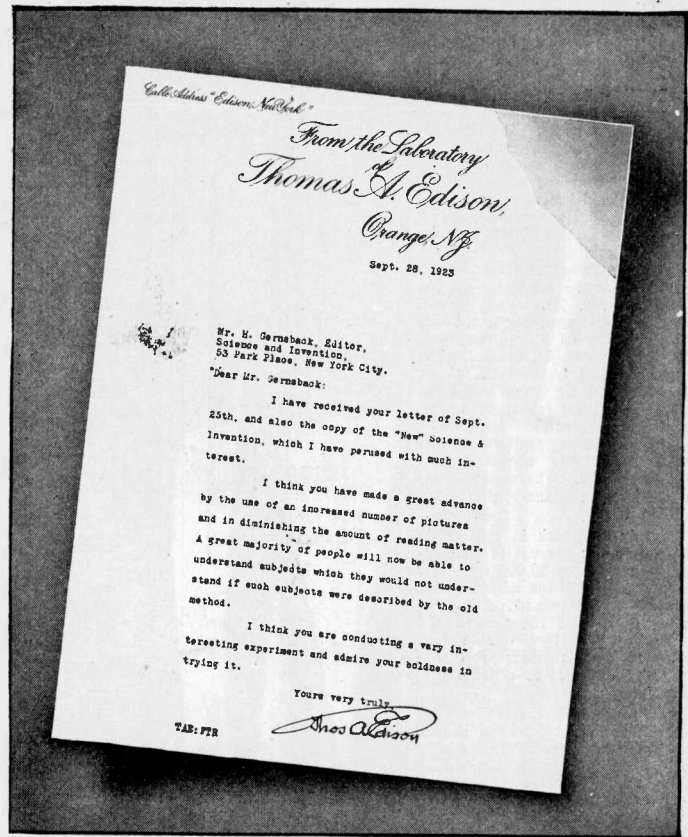 Cable Address "Edison, New York"
From the Laboratory
of
Thomas A. Edison,
Orange, N.J.
Sept. 28, 1923
Mr. H. Gernsback, Editor,
Science and Invention,
53 Park Place, New York City.
Dear Mr. Gernsback:
I have received your letter of Sept.
25th, and also the copy of the "New" Science &
Invention, which I have perused with much in-
terest.
I think you have made a great advance
by the use of an increased number of pictures
and in diminishing the amount of reading matter.
A great majority of people will now be able to
understand subjects which they would not under-
stand if such subjects were described by the old
method.
I think you are conducting a very in-
teresting experiment and admire your boldness in
trying it.
Yours very truly,
Thos A Edison
TAE:FTR